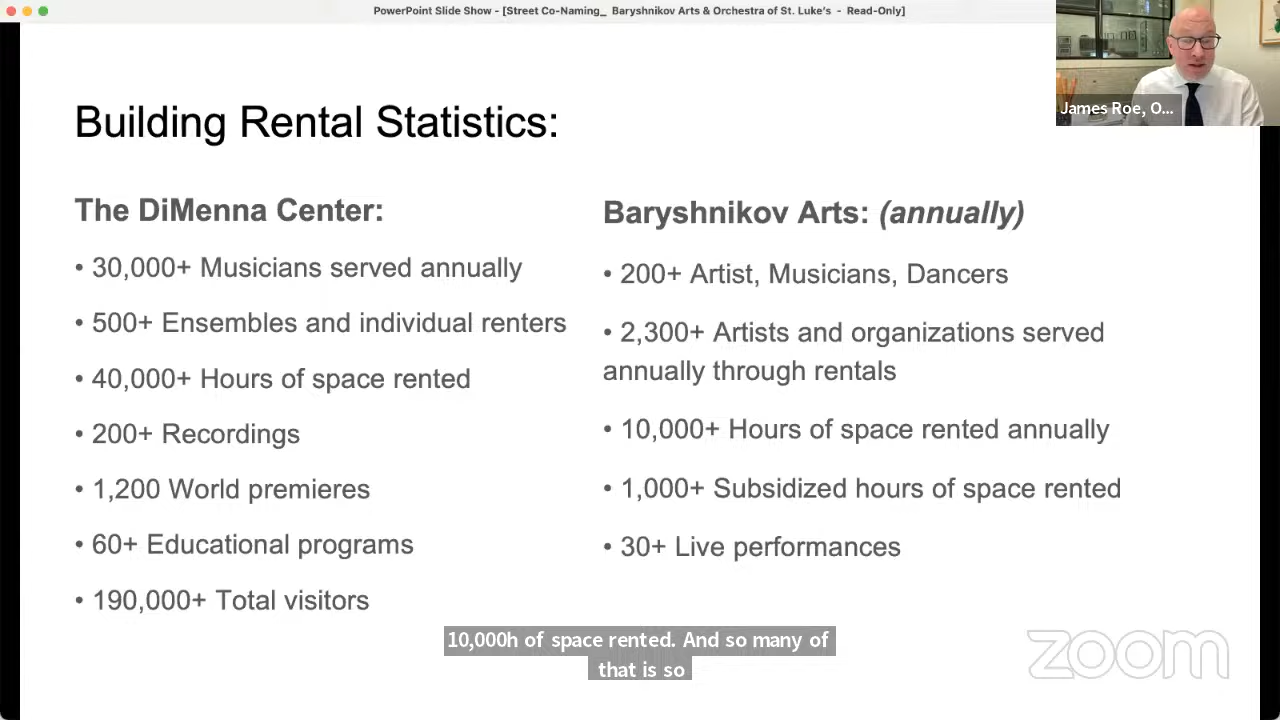 PowerPoint Slide Show - [Street Co-Naming_ Baryshnikov Arts & Orchestra of St. Luke's - Read-Only]
James Roe, O...
Building Rental Statistics:
The DiMenna Center:
• 30,000+ Musicians served annually
• 500+ Ensembles and individual renters
• 40,000+ Hours of space rented
• 200+ Recordings
• 1,200 World premieres
• 60+ Educational programs
• 190,000+ Total visitors
Baryshnikov Arts: (annually)
• 200+ Artist, Musicians, Dancers
• 2,300+ Artists and organizations served
annually through rentals
• 10,000+ Hours of space rented annually
• 1,000+ Subsidized hours of space rented
• 30+ Live performances
10,000h of space rented. And so many of
that is so
zoom